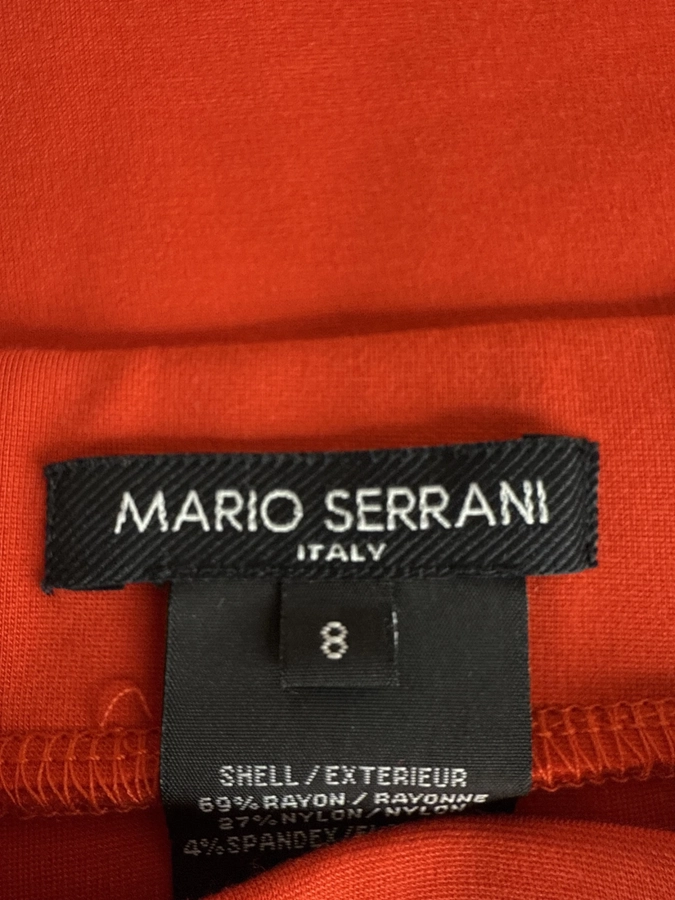 MARIO SERRANI
ITALY
8
SHELL/EXTERIEUR
69% RAYON/RAYONNE
27% NYLON/NYLON
4% SPANDEX/